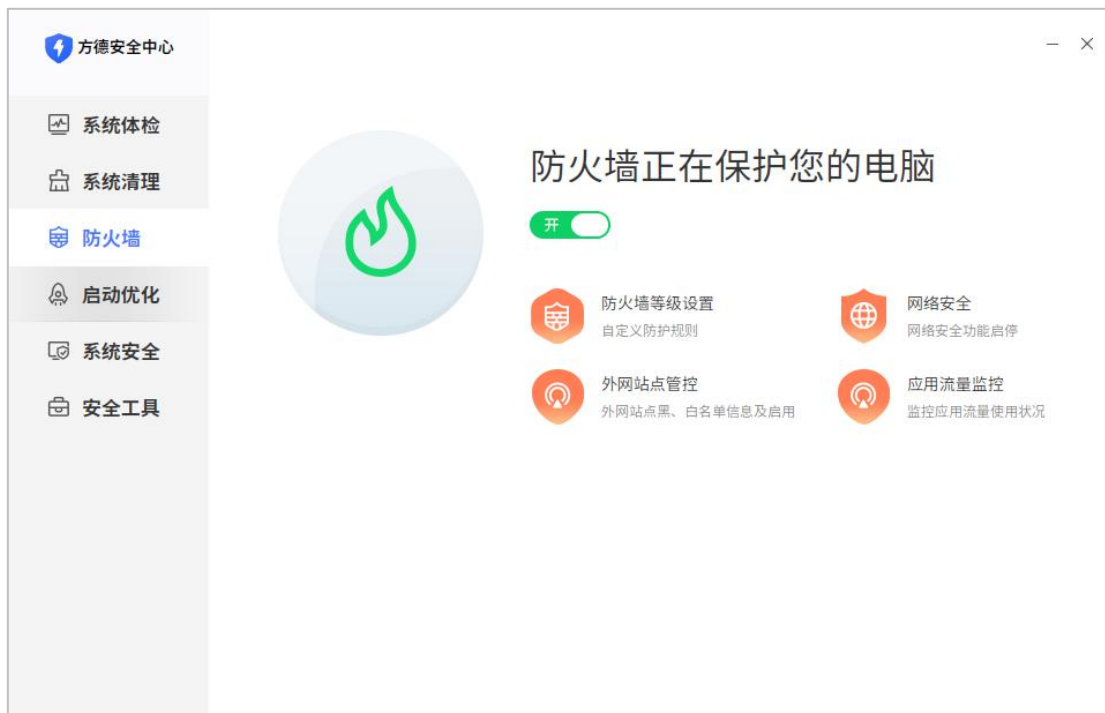 方德安全中心
系统体检
系统清理
防火墙
启动优化
系统安全
安全工具
防火墙正在保护您的电脑
开
防火墙等级设置
自定义防护规则
网络安全
网络安全功能启停
外网站点管控
外网站点黑、白名单信息及启用
应用流量监控
监控应用流量使用状况